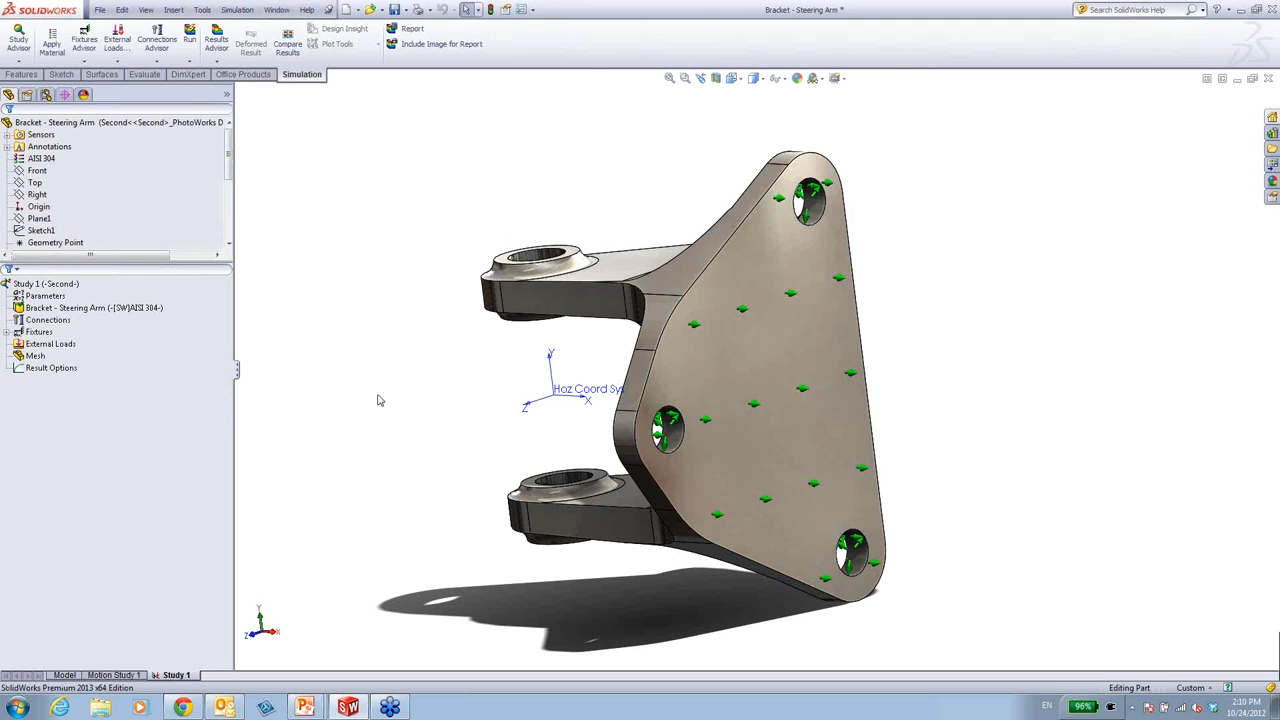 SOLIDWORKS File Edit View Insert Tools Simulation Window Help Bracket - Steering Arm * Search SolidWorks Help
Study Advisor Apply Material Fixtures Advisor External Loads... Connections Advisor Run Results Advisor Deformed Result Compare Results
Design Insight Report
Plot Tools Include Image for Report
Features Sketch Surfaces Evaluate DimXpert Office Products Simulation
Bracket - Steering Arm (Second<<Second>_PhotoWorks D
Sensors
Annotations
AISI 304
Front
Top
Right
Origin
Plane1
Sketch1
Geometry Point
Study 1 (-Second-)
Parameters
Bracket - Steering Arm (-[SW]AISI 304-)
Connections
Fixtures
External Loads
Mesh
Result Options
Y
Hoz Coord Sys
Z X
Y
Z X
Model Motion Study 1 Study 1
SolidWorks Premium 2013 x64 Edition Editing Part Custom
EN 96% 2:10 PM
10/24/2012